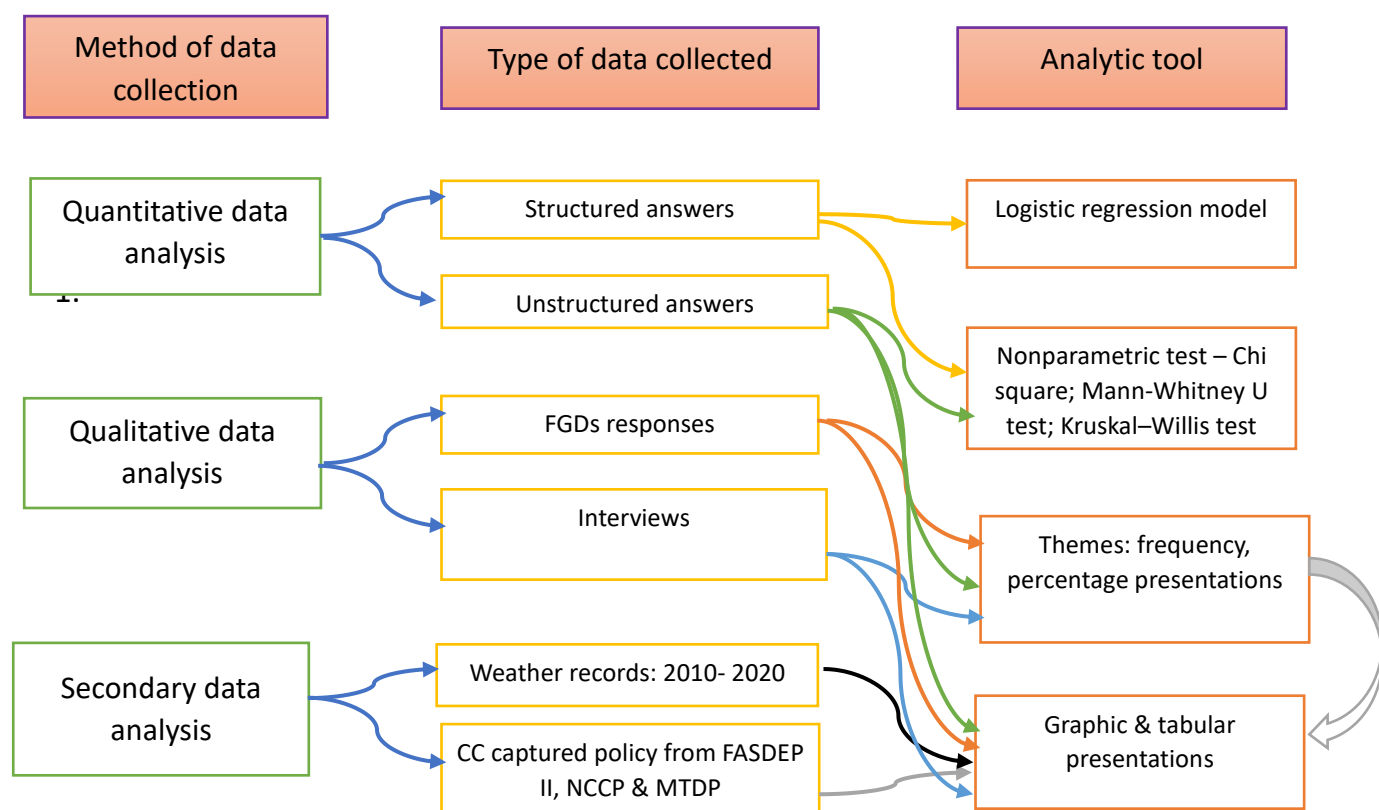 Method of data
collection
Type of data collected
Analytic tool
Quantitative data
analysis
1.
Structured answers
Unstructured answers
Logistic regression model
Nonparametric test – Chi
square; Mann-Whitney U
test; Kruskal–Willis test
Qualitative data
analysis
FGDs responses
Interviews
Themes: frequency,
percentage presentations
Secondary data
analysis
Weather records: 2010- 2020
CC captured policy from FASDEP
II, NCCP & MTDP
Graphic & tabular
presentations